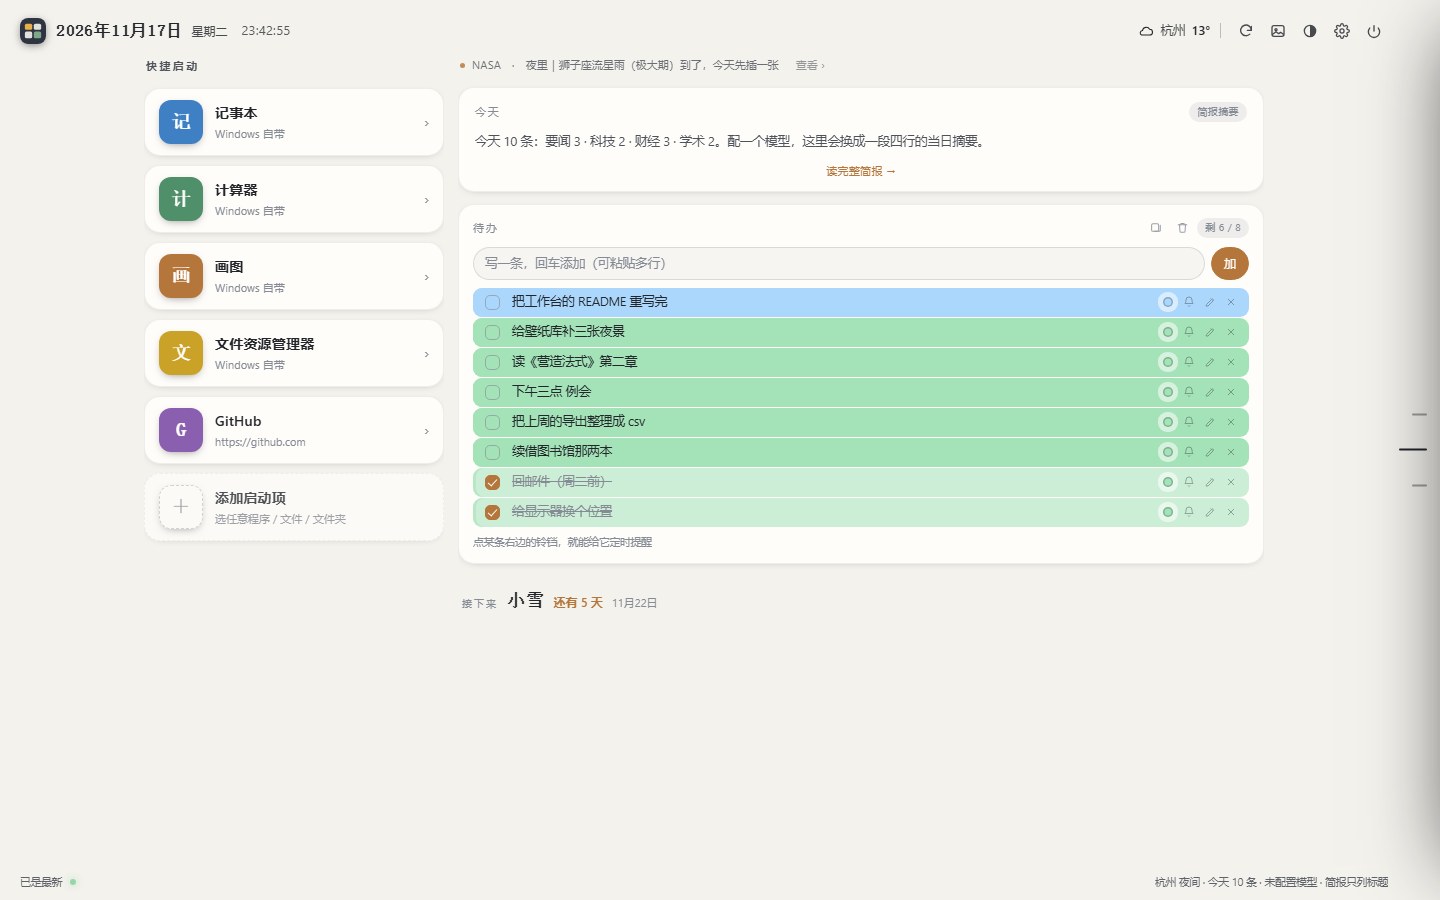 2026年11月17日 星期二 23:42:55
杭州 13°
快捷启动
NASA · 夜里 | 狮子座流星雨（极大期）到了，今天先插一张 查看 ›
记
记事本
Windows 自带
计
计算器
Windows 自带
画
画图
Windows 自带
文
文件资源管理器
Windows 自带
G
GitHub
https://github.com
添加启动项
选任意程序 / 文件 / 文件夹
今天
简报摘要
今天 10 条：要闻 3 · 科技 2 · 财经 3 · 学术 2。配一个模型，这里会换成一段四行的当日摘要。
读完整简报 →
待办
剩 6 / 8
写一条，回车添加（可粘贴多行）
加
把工作台的 README 重写完
给壁纸库补三张夜景
读《营造法式》第二章
下午三点 例会
把上周的导出整理成 csv
续借图书馆那两本
回邮件（周二前）
给显示器换个位置
点某条右边的铃铛，就能给它定时提醒
接下来 小雪 还有 5 天 11月22日
已是最新
杭州 夜间 · 今天 10 条 · 未配置模型 · 简报只列标题